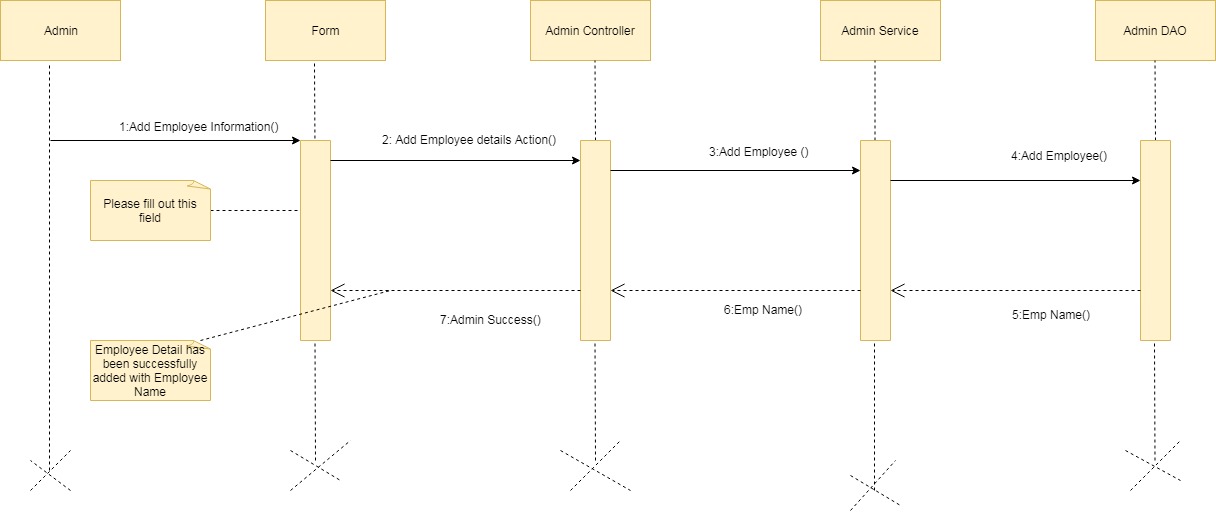 Admin
Form
Admin Controller
Admin Service
Admin DAO
1:Add Employee Information()
2: Add Employee details Action()
3:Add Employee ()
4:Add Employee()
Please fill out this
field
7:Admin Success()
6:Emp Name()
5:Emp Name()
Employee Detail has
been successfully
added with Employee
Name